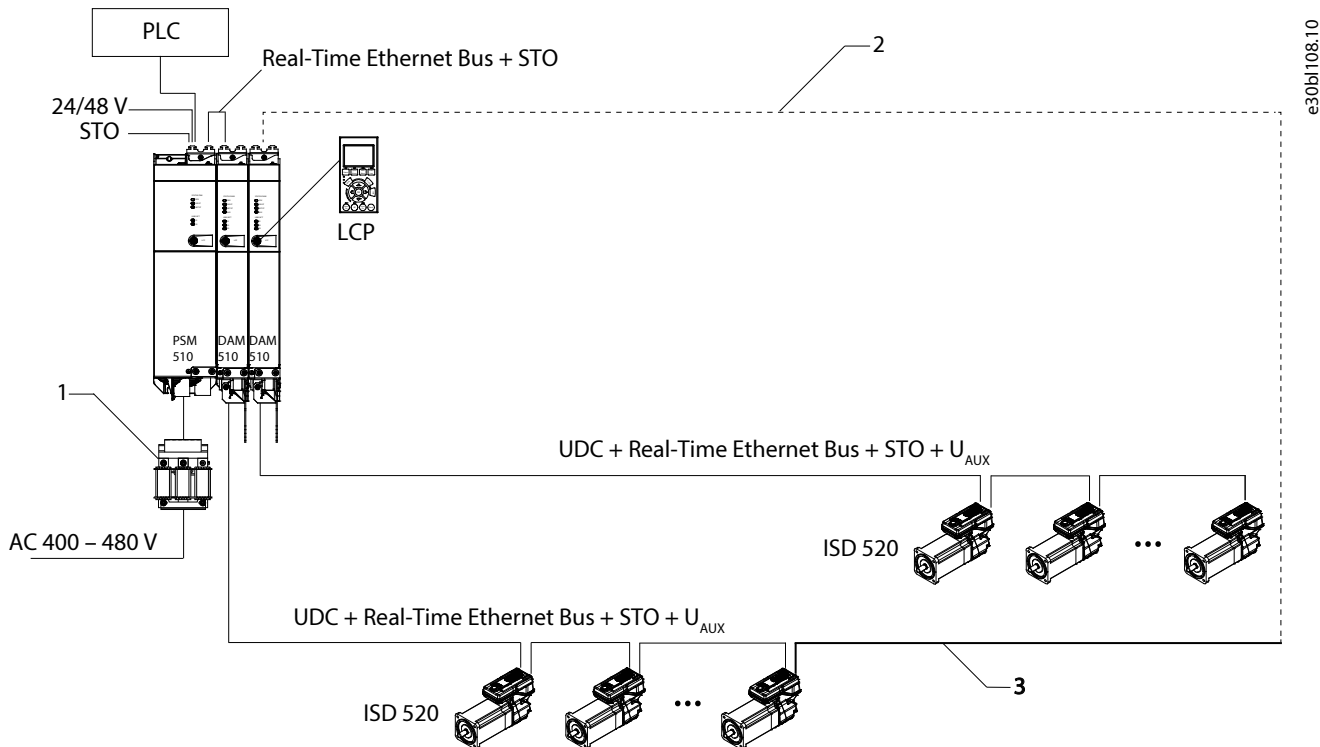 PLC
Real-Time Ethernet Bus + STO
2
e30bl108.10
24/48 V
STO
LCP
PSM
510
DAM
510
DAM
510
1
UDC + Real-Time Ethernet Bus + STO + U_AUX
AC 400 – 480 V
ISD 520
...
UDC + Real-Time Ethernet Bus + STO + U_AUX
3
ISD 520
...